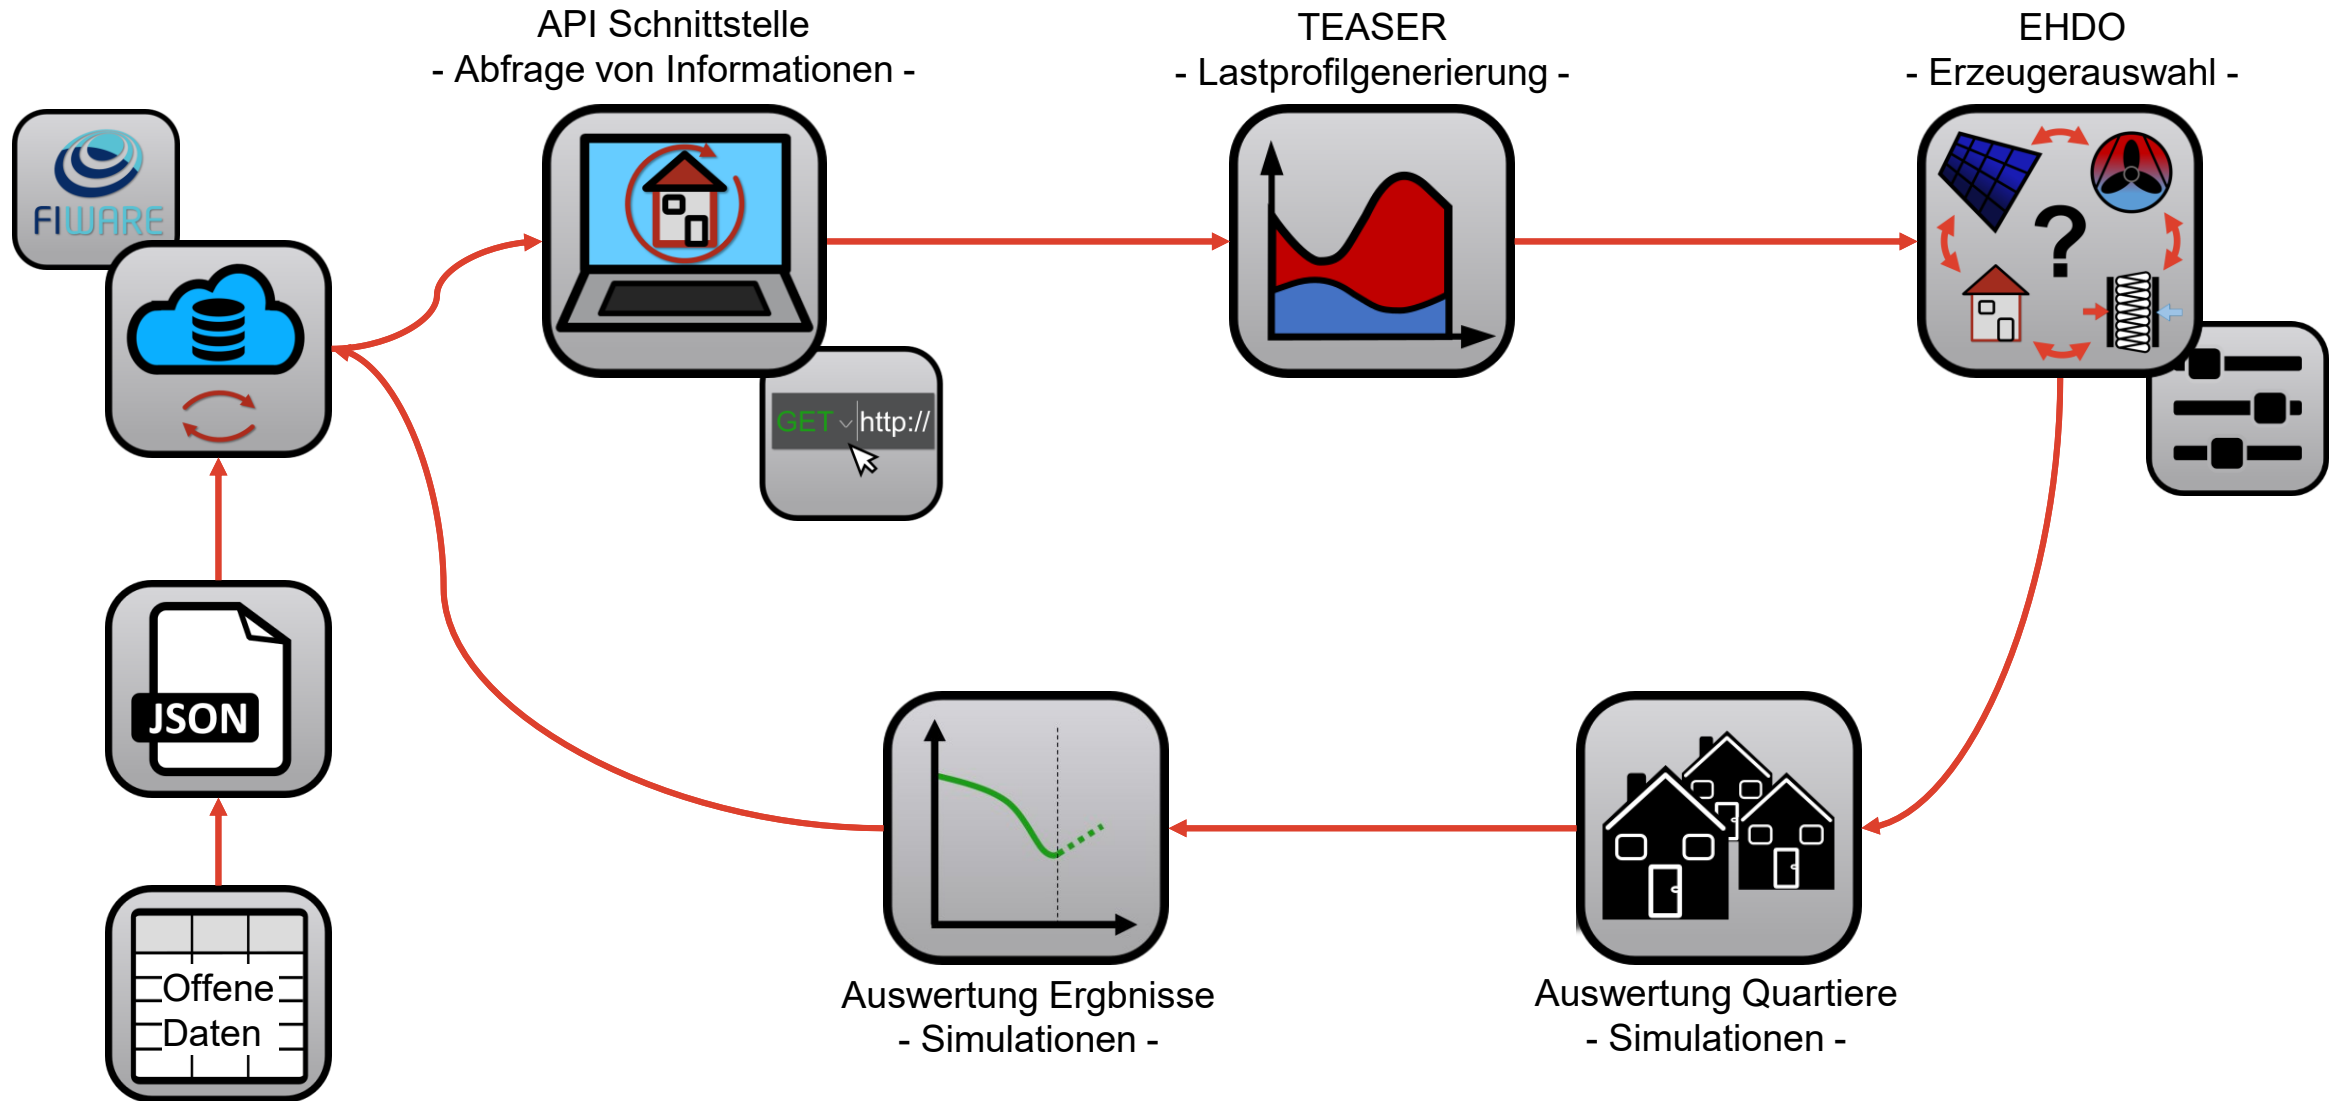 API Schnittstelle
- Abfrage von Informationen -
TEASER
- Lastprofilgenerierung -
EHDO
- Erzeugerauswahl -
FIWARE
?
GET http://
JSON
Offene
Daten
Auswertung Ergbnisse
- Simulationen -
Auswertung Quartiere
- Simulationen -